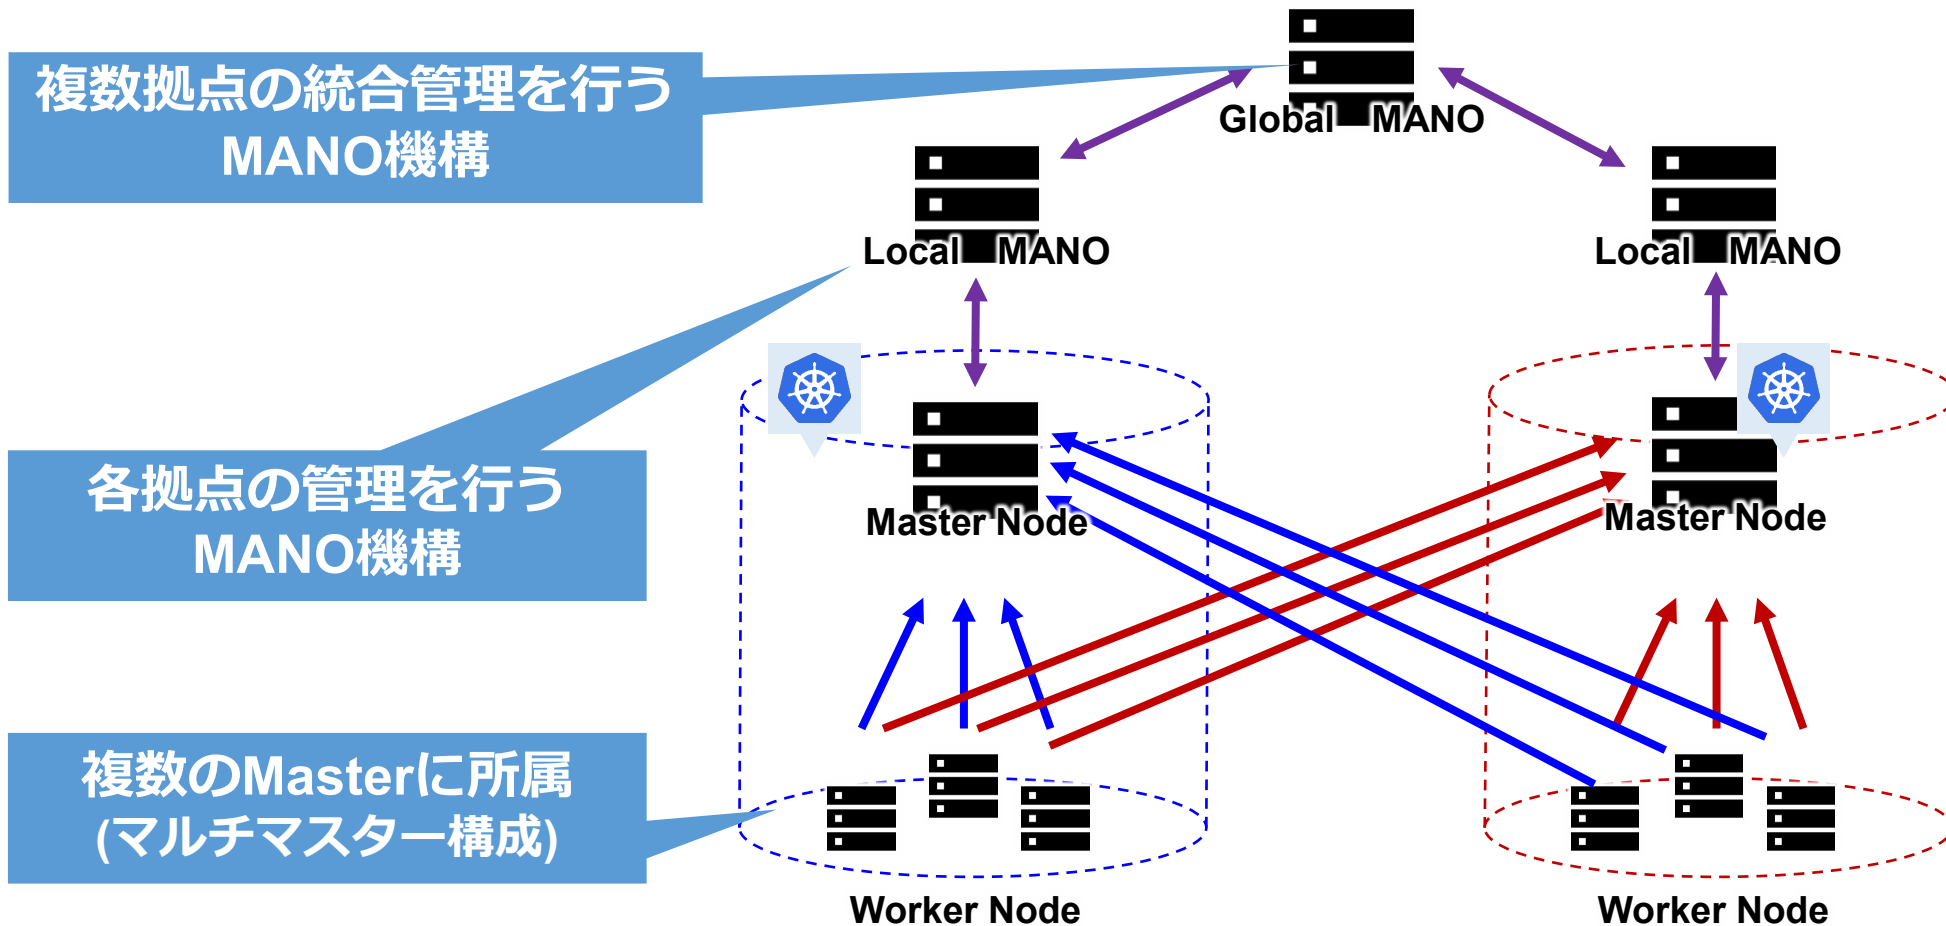 複数拠点の統合管理を行う
MANO機構
Global MANO
Local MANO
Local MANO
各拠点の管理を行う
MANO機構
Master Node
Master Node
複数のMasterに所属
(マルチマスター構成)
Worker Node
Worker Node